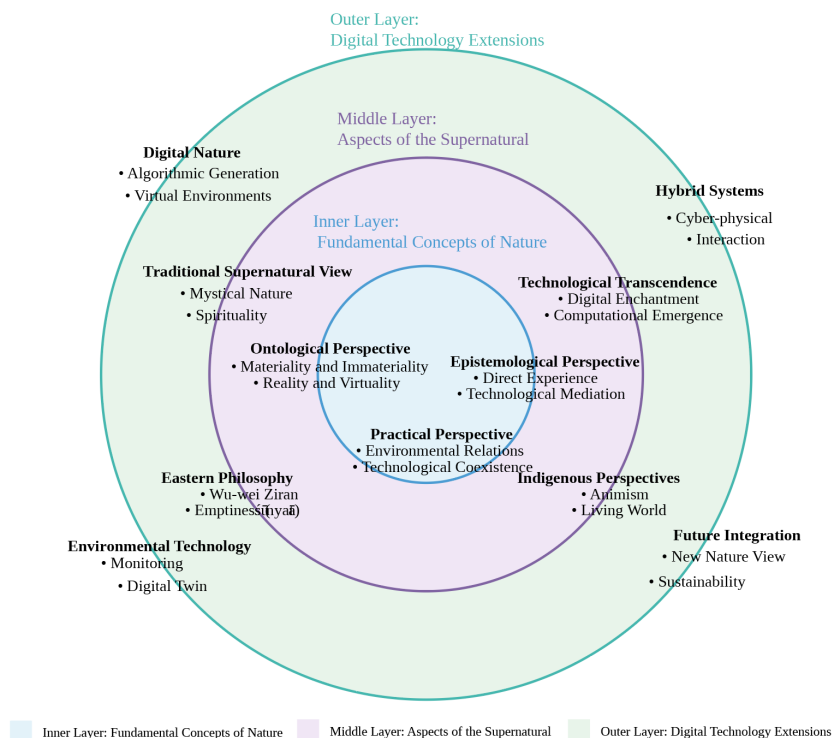 Outer Layer:
Digital Technology Extensions
Middle Layer:
Aspects of the Supernatural
Digital Nature
• Algorithmic Generation
• Virtual Environments
Hybrid Systems
• Cyber-physical
• Interaction
Inner Layer:
Fundamental Concepts of Nature
Traditional Supernatural View
• Mystical Nature
• Spirituality
Technological Transcendence
• Digital Enchantment
• Computational Emergence
Ontological Perspective
• Materiality and Immateriality
• Reality and Virtuality
Epistemological Perspective
• Direct Experience
• Technological Mediation
Practical Perspective
• Environmental Relations
• Technological Coexistence
Eastern Philosophy
• Wu-wei Ziran
• Emptiness
Indigenous Perspectives
• Animism
• Living World
Environmental Technology
• Monitoring
• Digital Twin
Future Integration
• New Nature View
• Sustainability
Inner Layer: Fundamental Concepts of Nature
Middle Layer: Aspects of the Supernatural
Outer Layer: Digital Technology Extensions